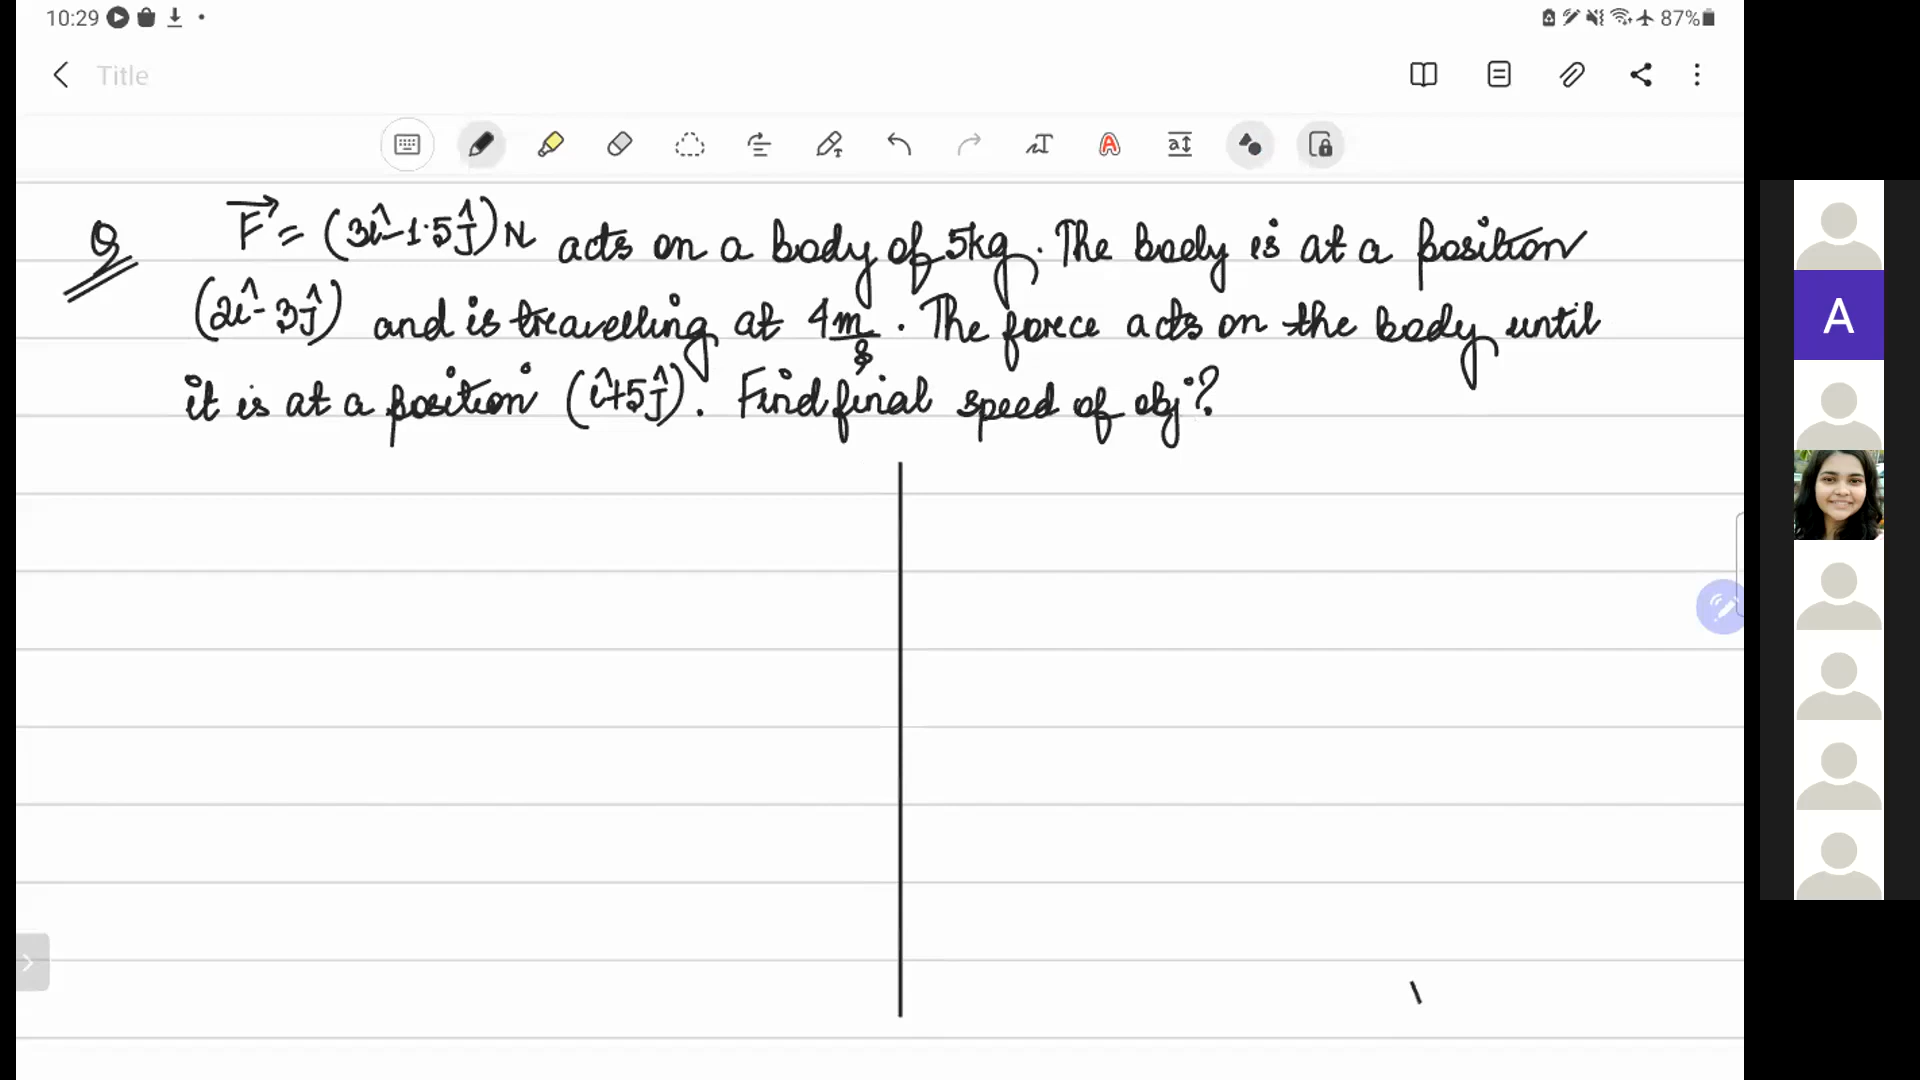 10:29
87%
Title
Q F⃗ = (3î-1.5ĵ)N acts on a body of 5kg. The body is at a position
(2î-3ĵ) and is travelling at 4m/s. The force acts on the body until
it is at a position (î+5ĵ). Find final speed of obj?
A